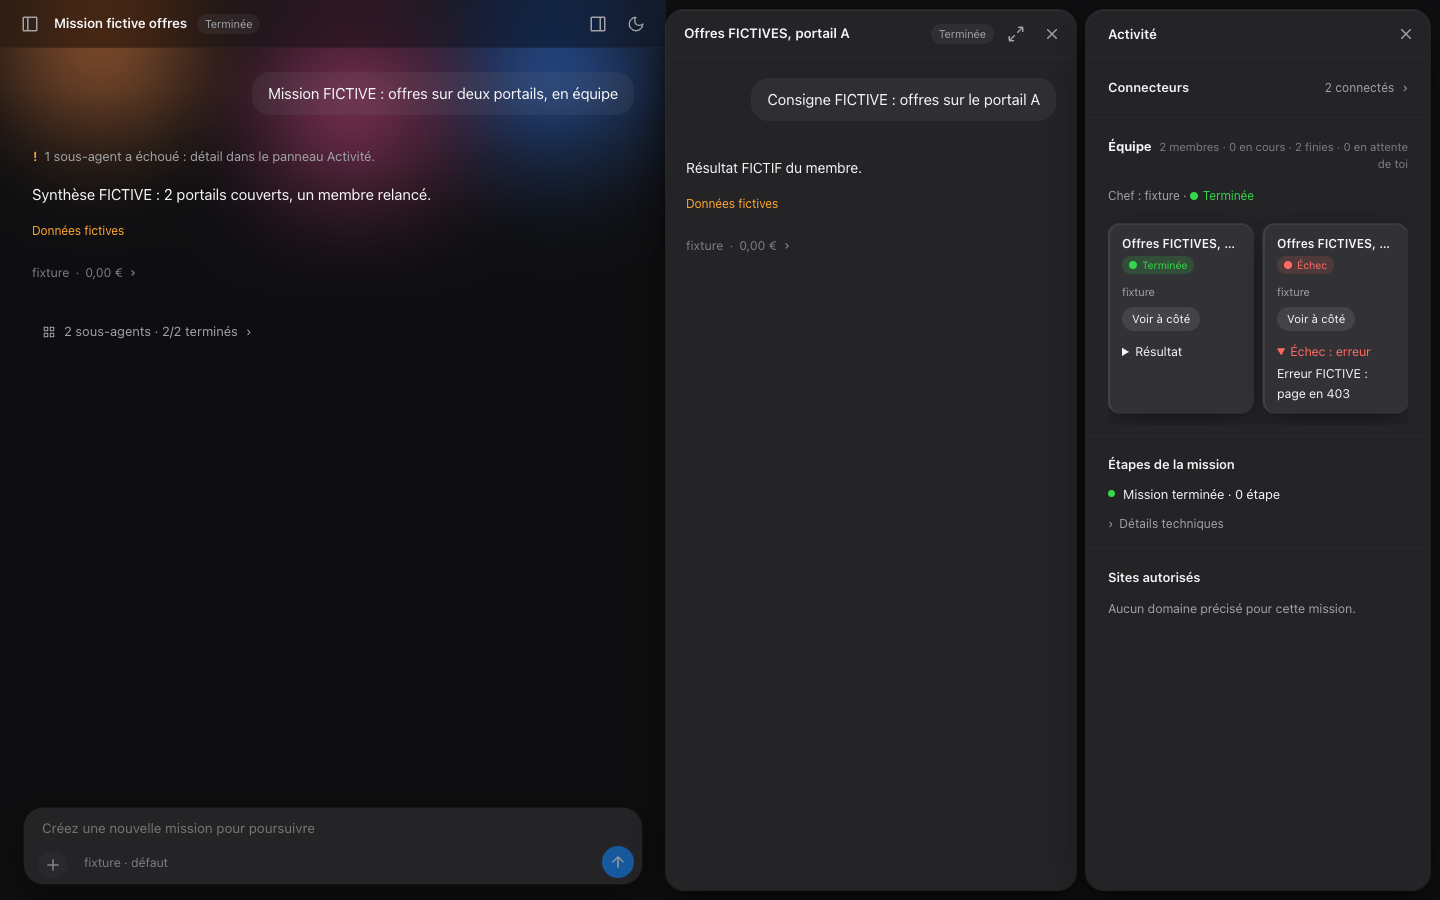 Mission fictive offres
Terminée
Mission FICTIVE : offres sur deux portails, en équipe
! 1 sous-agent a échoué : détail dans le panneau Activité.
Synthèse FICTIVE : 2 portails couverts, un membre relancé.
Données fictives
fixture · 0,00 € ›
2 sous-agents · 2/2 terminés ›
Créez une nouvelle mission pour poursuivre
fixture · défaut
Offres FICTIVES, portail A
Terminée
Consigne FICTIVE : offres sur le portail A
Résultat FICTIF du membre.
Données fictives
fixture · 0,00 € ›
Activité
Connecteurs
2 connectés ›
Équipe
2 membres · 0 en cours · 2 finies · 0 en attente
de toi
Chef : fixture · Terminée
Offres FICTIVES, ...
Terminée
fixture
Voir à côté
Résultat
Offres FICTIVES, ...
Échec
fixture
Voir à côté
Échec : erreur
Erreur FICTIVE :
page en 403
Étapes de la mission
Mission terminée · 0 étape
› Détails techniques
Sites autorisés
Aucun domaine précisé pour cette mission.